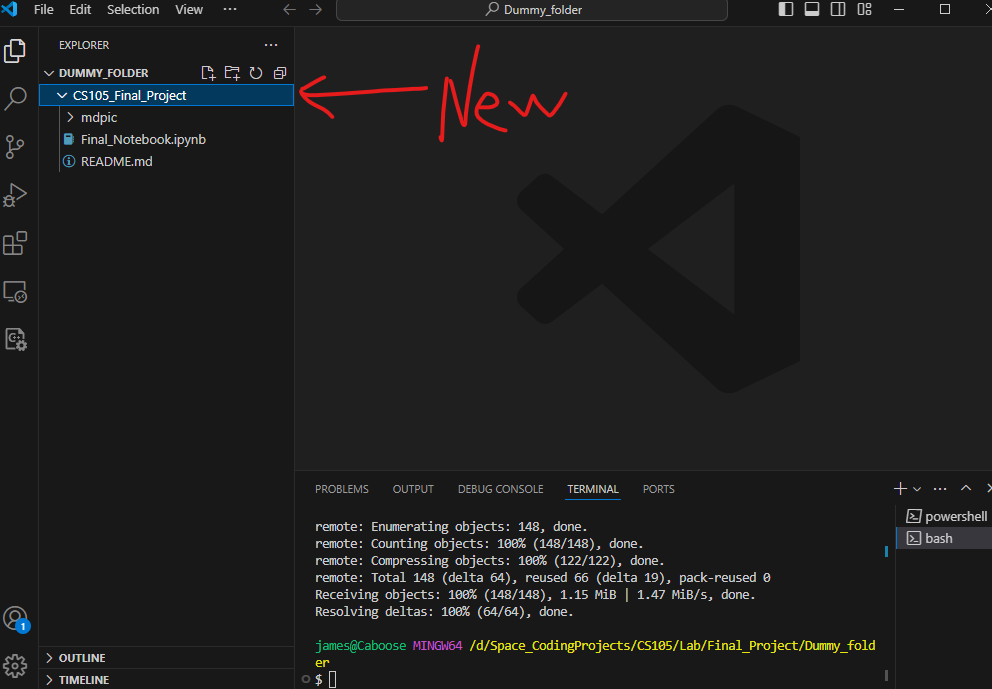 File Edit Selection View ··· Dummy_folder
EXPLORER ···
DUMMY_FOLDER
CS105_Final_Project
New
mdpic
Final_Notebook.ipynb
README.md
PROBLEMS OUTPUT DEBUG CONSOLE TERMINAL PORTS
powershell
bash
remote: Enumerating objects: 148, done.
remote: Counting objects: 100% (148/148), done.
remote: Compressing objects: 100% (122/122), done.
remote: Total 148 (delta 64), reused 66 (delta 19), pack-reused 0
Receiving objects: 100% (148/148), 1.15 MiB | 1.47 MiB/s, done.
Resolving deltas: 100% (64/64), done.
james@Caboose MINGW64 /d/Space_CodingProjects/CS105/Lab/Final_Project/Dummy_fold
er
$
1
OUTLINE
TIMELINE